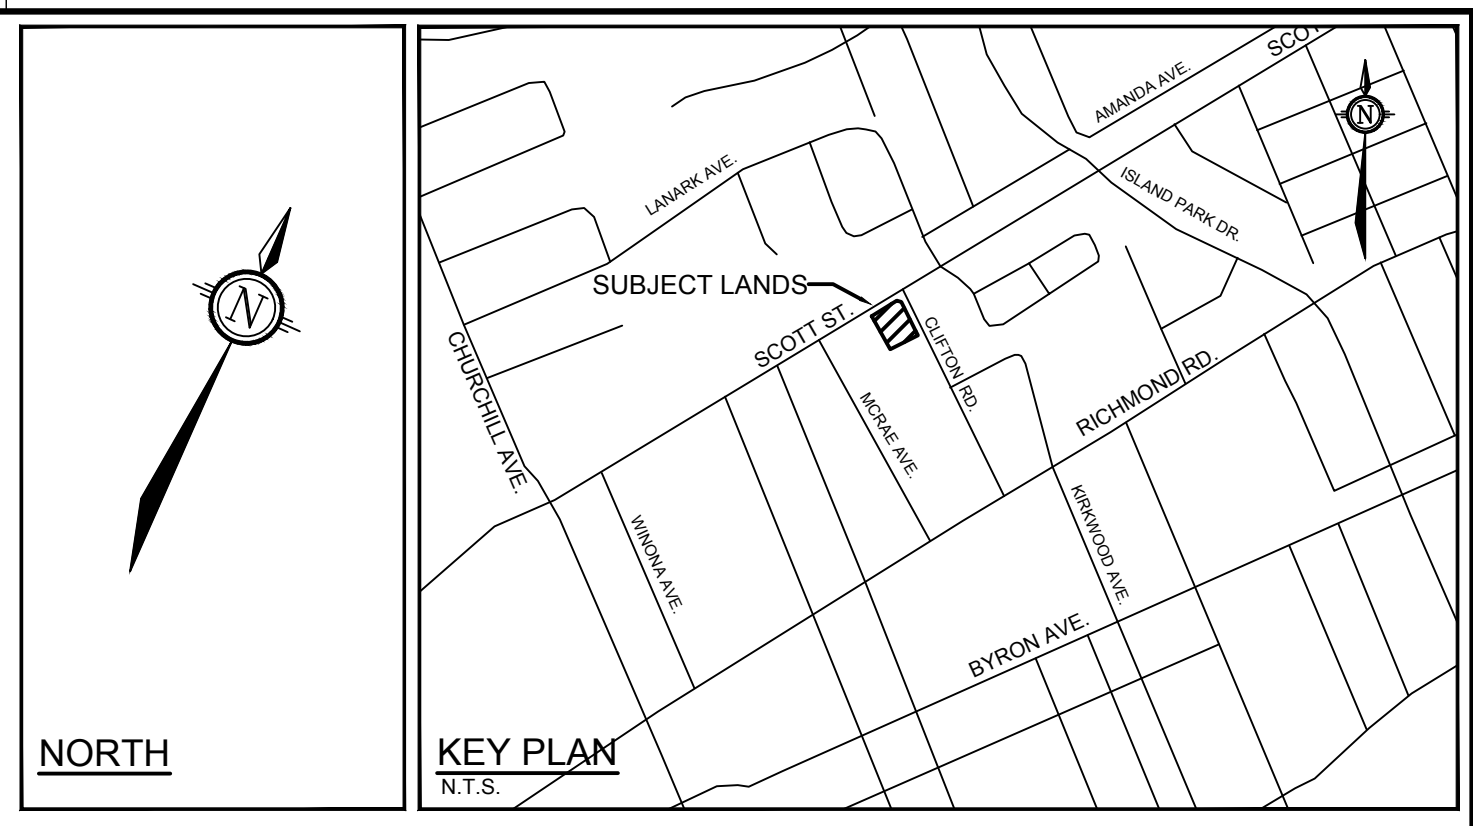 N
NORTH
SCOT
AMANDA AVE.
N
LANARK AVE.
ISLAND PARK DR.
SUBJECT LANDS
SCOTT ST.
CLIFTON RD.
CHURCHILL AVE.
RICHMOND RD.
MCRAE AVE.
KIRKWOOD AVE.
WINONA AVE.
BYRON AVE.
KEY PLAN
N.T.S.